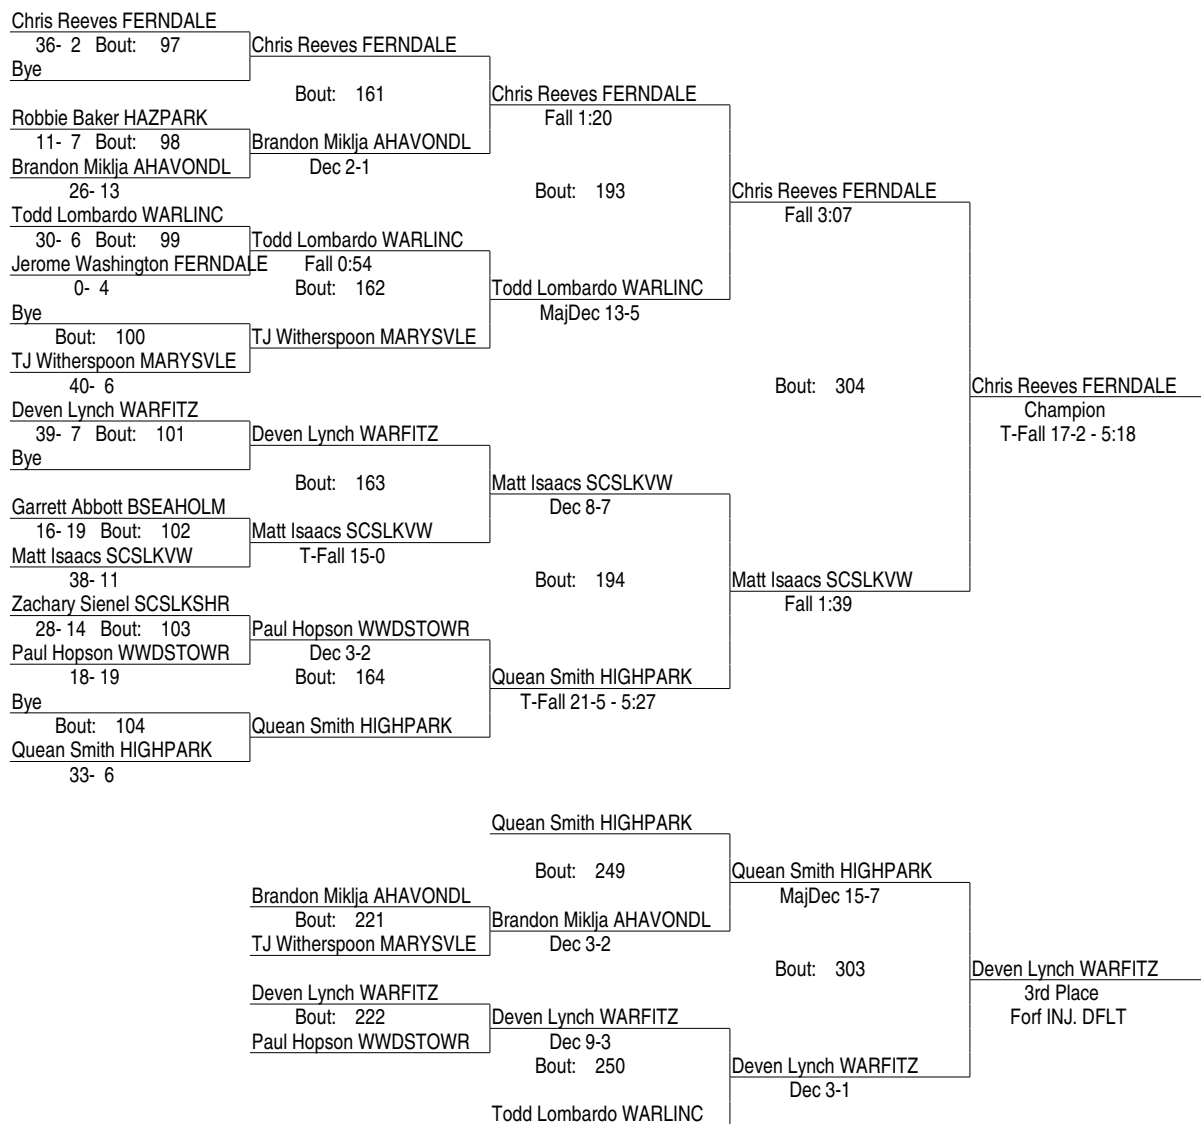 Chris Reeves FERNDALE
36- 2 Bout: 97
Chris Reeves FERNDALE
Bye
Bout: 161
Chris Reeves FERNDALE
Robbie Baker HAZPARK
Fall 1:20
11- 7 Bout: 98
Brandon Miklja AHAVONDL
Brandon Miklja AHAVONDL
Dec 2-1
26- 13
Bout: 193
Chris Reeves FERNDALE
Todd Lombardo WARLINC
Fall 3:07
30- 6 Bout: 99
Todd Lombardo WARLINC
Jerome Washington FERNDALE
Fall 0:54
0- 4
Bout: 162
Todd Lombardo WARLINC
Bye
MajDec 13-5
Bout: 100
TJ Witherspoon MARYSVLE
TJ Witherspoon MARYSVLE
40- 6
Bout: 304
Chris Reeves FERNDALE
Deven Lynch WARFITZ
Champion
39- 7 Bout: 101
Deven Lynch WARFITZ
T-Fall 17-2 - 5:18
Bye
Bout: 163
Matt Isaacs SCSLKVW
Garrett Abbott BSEAHOLM
Dec 8-7
16- 19 Bout: 102
Matt Isaacs SCSLKVW
Matt Isaacs SCSLKVW
T-Fall 15-0
38- 11
Bout: 194
Matt Isaacs SCSLKVW
Zachary Sienel SCSLKSHR
Fall 1:39
28- 14 Bout: 103
Paul Hopson WWDSTOWR
Paul Hopson WWDSTOWR
Dec 3-2
18- 19
Bout: 164
Quean Smith HIGHPARK
Bye
T-Fall 21-5 - 5:27
Bout: 104
Quean Smith HIGHPARK
Quean Smith HIGHPARK
33- 6
Quean Smith HIGHPARK
Bout: 249
Quean Smith HIGHPARK
Brandon Miklja AHAVONDL
MajDec 15-7
Bout: 221
Brandon Miklja AHAVONDL
TJ Witherspoon MARYSVLE
Dec 3-2
Bout: 303
Deven Lynch WARFITZ
Deven Lynch WARFITZ
3rd Place
Bout: 222
Deven Lynch WARFITZ
Forf INJ. DFLT
Paul Hopson WWDSTOWR
Dec 9-3
Bout: 250
Deven Lynch WARFITZ
Dec 3-1
Todd Lombardo WARLINC